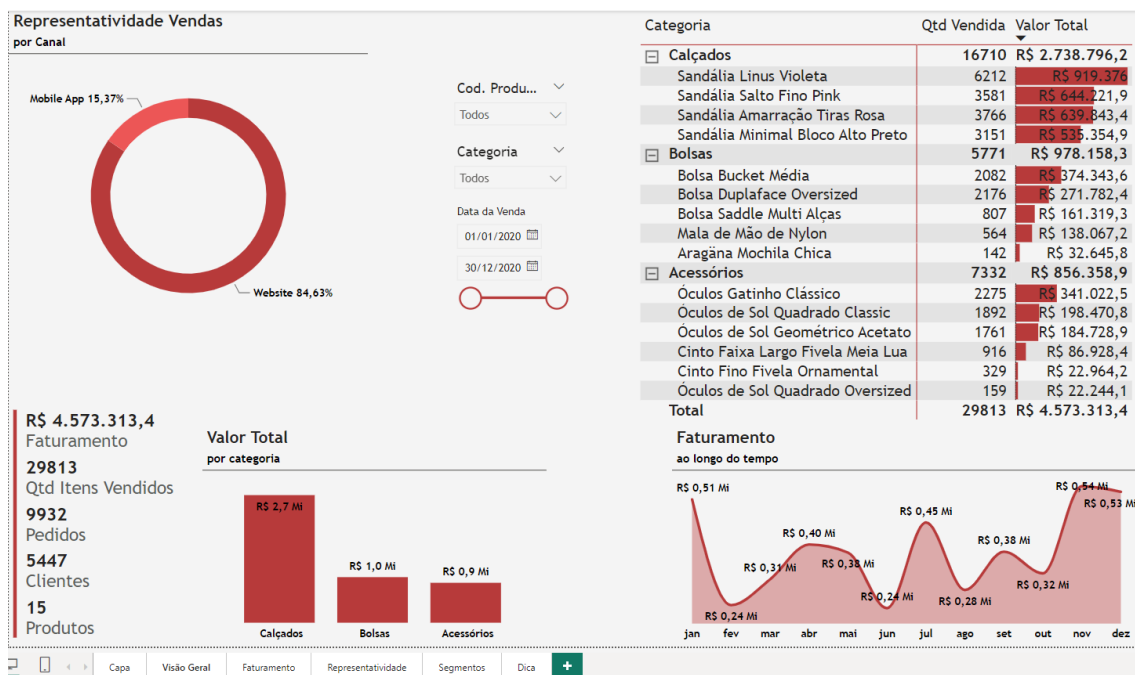 Representatividade Vendas
por Canal
Mobile App 15,37%
Website 84,63%
Cod. Produ...
Todos
Categoria
Todos
Data da Venda
01/01/2020
30/12/2020
Categoria Qtd Vendida Valor Total
Calçados 16710 R$ 2.738.796,2
Sandália Linus Violeta 6212 R$ 919.376
Sandália Salto Fino Pink 3581 R$ 644.221,9
Sandália Amarração Tiras Rosa 3766 R$ 639.843,4
Sandália Minimal Bloco Alto Preto 3151 R$ 535.354,9
Bolsas 5771 R$ 978.158,3
Bolsa Bucket Média 2082 R$ 374.343,6
Bolsa Duplaface Oversized 2176 R$ 271.782,4
Bolsa Saddle Multi Alças 807 R$ 161.319,3
Mala de Mão de Nylon 564 R$ 138.067,2
Aragäna Mochila Chica 142 R$ 32.645,8
Acessórios 7332 R$ 856.358,9
Óculos Gatinho Clássico 2275 R$ 341.022,5
Óculos de Sol Quadrado Classic 1892 R$ 198.470,8
Óculos de Sol Geométrico Acetato 1761 R$ 184.728,9
Cinto Faixa Largo Fivela Meia Lua 916 R$ 86.928,4
Cinto Fino Fivela Ornamental 329 R$ 22.964,2
Óculos de Sol Quadrado Oversized 159 R$ 22.244,1
Total 29813 R$ 4.573.313,4
R$ 4.573.313,4
Faturamento
29813
Qtd Itens Vendidos
9932
Pedidos
5447
Clientes
15
Produtos
Valor Total
por categoria
R$ 2,7 Mi
R$ 1,0 Mi
R$ 0,9 Mi
Calçados Bolsas Acessórios
Faturamento
ao longo do tempo
R$ 0,51 Mi
R$ 0,24 Mi
R$ 0,31 Mi
R$ 0,40 Mi
R$ 0,38 Mi
R$ 0,24 Mi
R$ 0,45 Mi
R$ 0,28 Mi
R$ 0,38 Mi
R$ 0,32 Mi
R$ 0,54 Mi
R$ 0,53 Mi
jan fev mar abr mai jun jul ago set out nov dez
Capa Visão Geral Faturamento Representatividade Segmentos Dica +